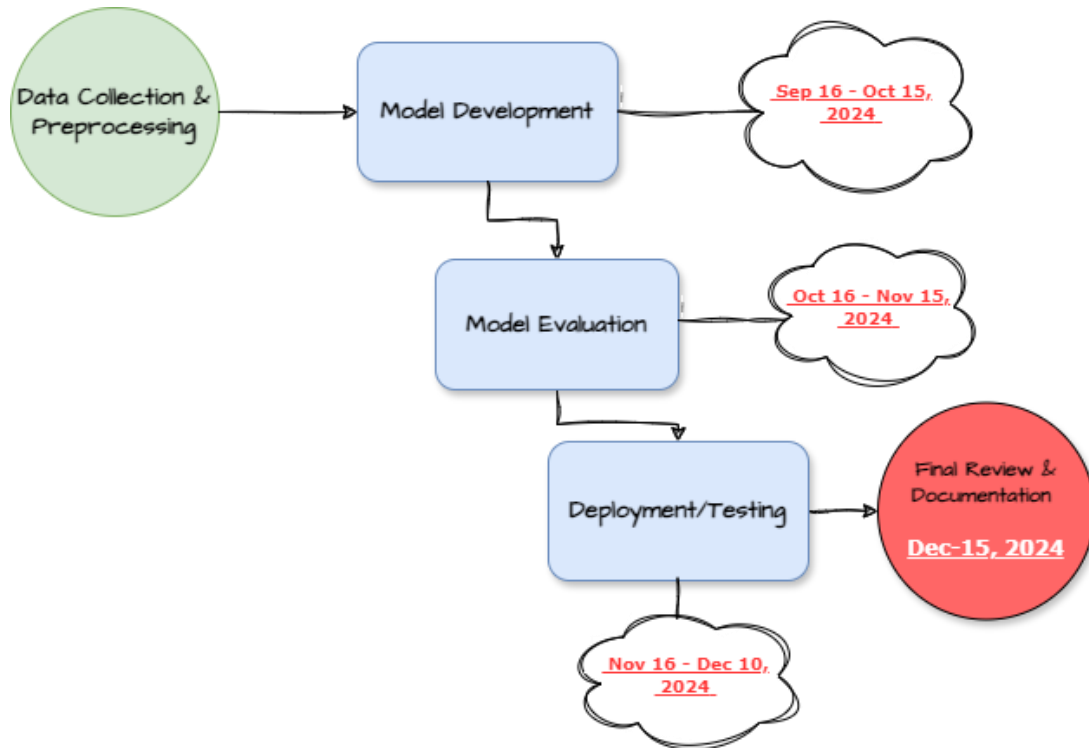 Data Collection &
Preprocessing
Model Development
Sep 16 - Oct 15,
2024
Model Evaluation
Oct 16 - Nov 15,
2024
Deployment/Testing
Final Review &
Documentation
Dec-15, 2024
Nov 16 - Dec 10,
2024